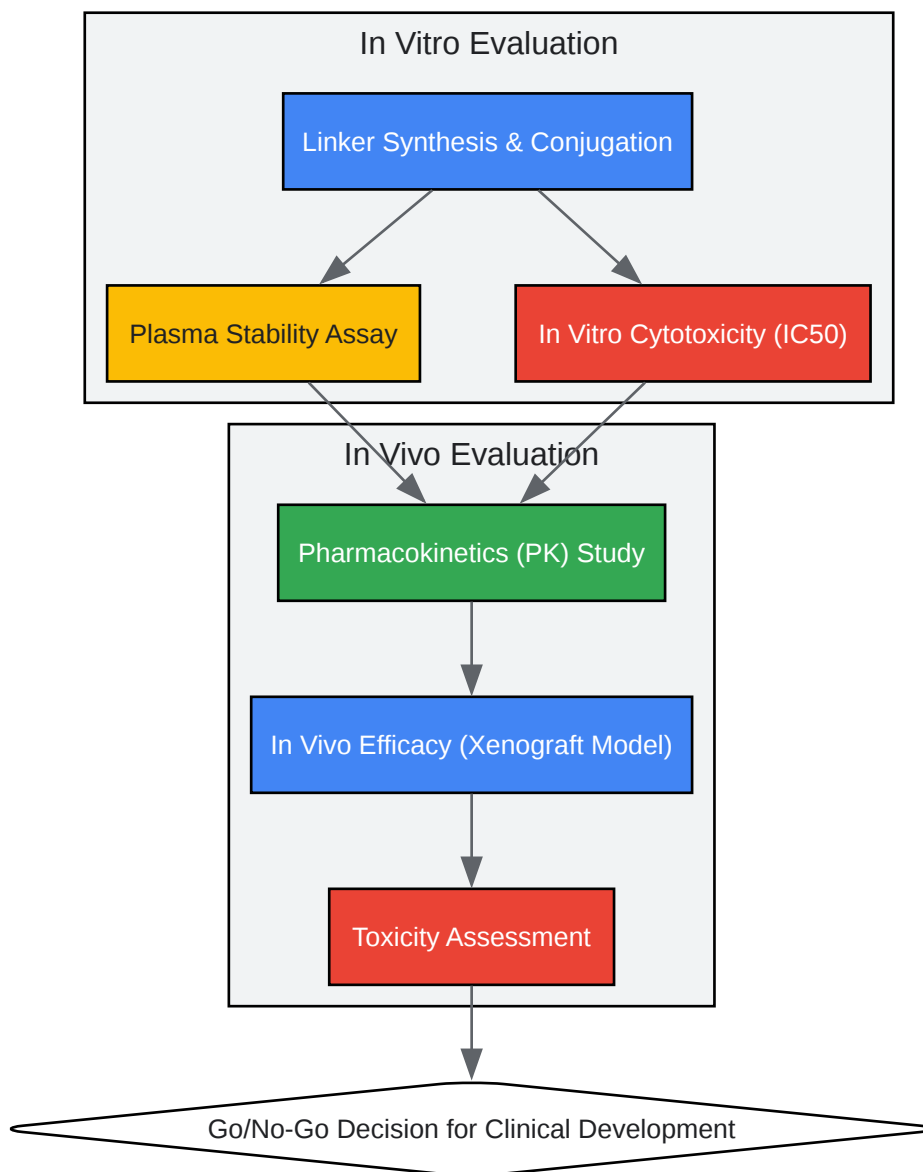 In Vitro Evaluation
Linker Synthesis & Conjugation
Plasma Stability Assay
In Vitro Cytotoxicity (IC50)
In Vivo Evaluation
Pharmacokinetics (PK) Study
In Vivo Efficacy (Xenograft Model)
Toxicity Assessment
Go/No-Go Decision for Clinical Development